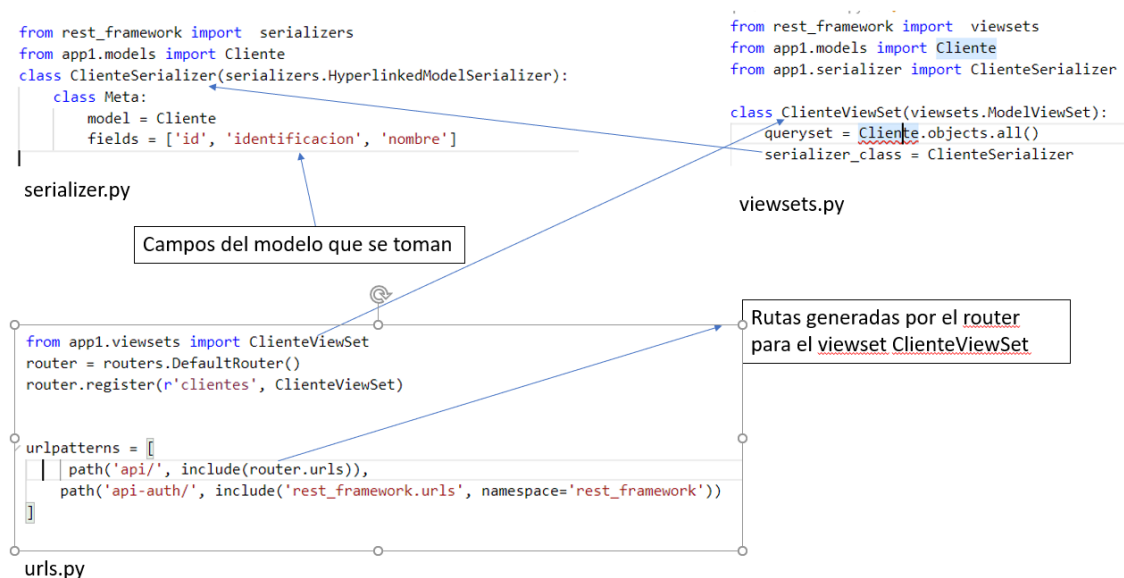 from rest_framework import  serializers
from app1.models import Cliente
class ClienteSerializer(serializers.HyperlinkedModelSerializer):
    class Meta:
        model = Cliente
        fields = ['id', 'identificacion', 'nombre']
serializer.py
Campos del modelo que se toman
from rest_framework import  viewsets
from app1.models import Cliente
from app1.serializer import ClienteSerializer
class ClienteViewSet(viewsets.ModelViewSet):
    queryset = Cliente.objects.all()
    serializer_class = ClienteSerializer
viewsets.py
Rutas generadas por el router
para el viewset ClienteViewSet
from app1.viewsets import ClienteViewSet
router = routers.DefaultRouter()
router.register(r'clientes', ClienteViewSet)
urlpatterns = [
     path('api/', include(router.urls)),
    path('api-auth/', include('rest_framework.urls', namespace='rest_framework'))
]
urls.py